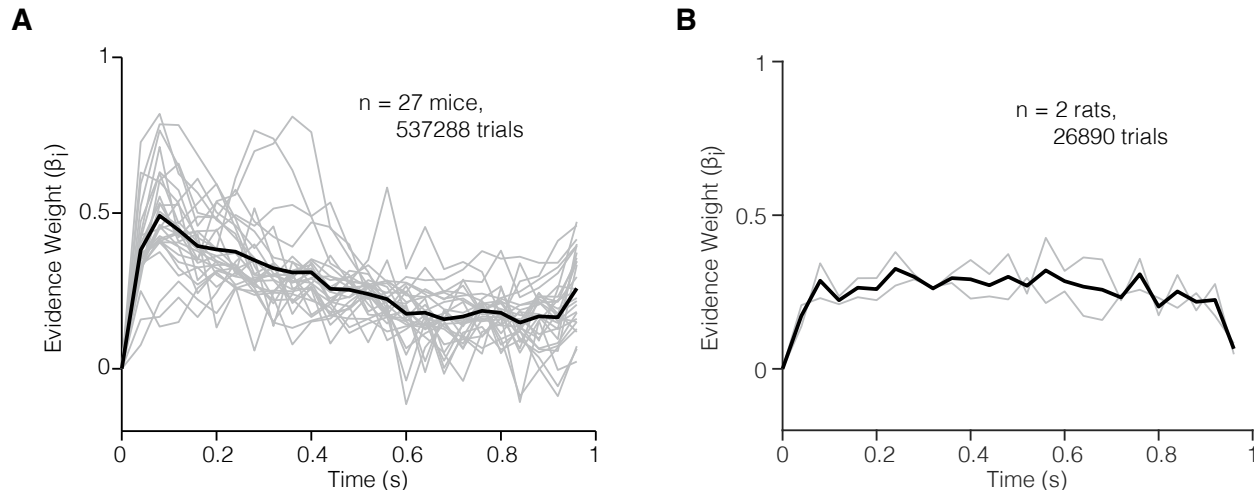 A
1
0.5
0
Evidence Weight (βi)
n = 27 mice,
537288 trials
0
0.2
0.4
0.6
0.8
1
Time (s)
B
1
0.5
0
Evidence Weight (βi)
n = 2 rats,
26890 trials
0
0.2
0.4
0.6
0.8
1
Time (s)